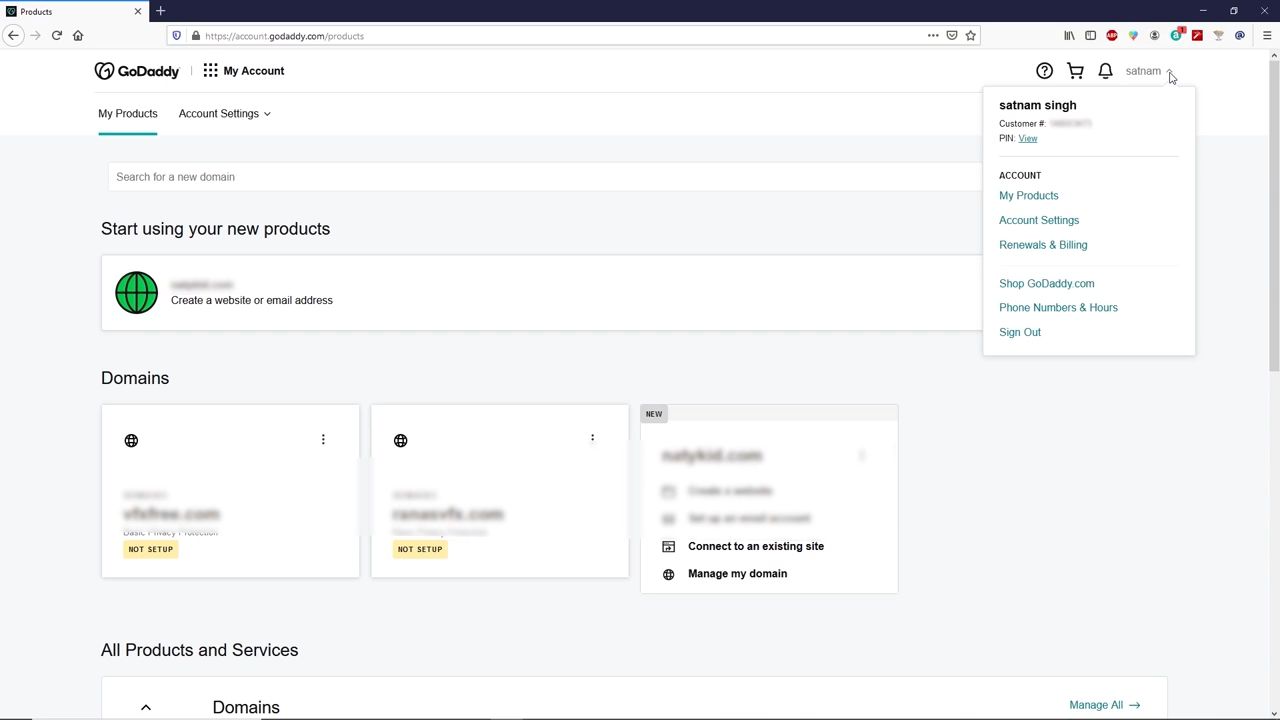 Products
https://account.godaddy.com/products
GoDaddy
My Account
satnam
My Products
Account Settings
satnam singh
Customer #:
PIN: View
ACCOUNT
My Products
Account Settings
Renewals & Billing
Shop GoDaddy.com
Phone Numbers & Hours
Sign Out
Search for a new domain
Start using your new products
Create a website or email address
Domains
Basic Privacy Protection
NOT SETUP
NOT SETUP
NEW
Connect to an existing site
Manage my domain
All Products and Services
Domains
Manage All